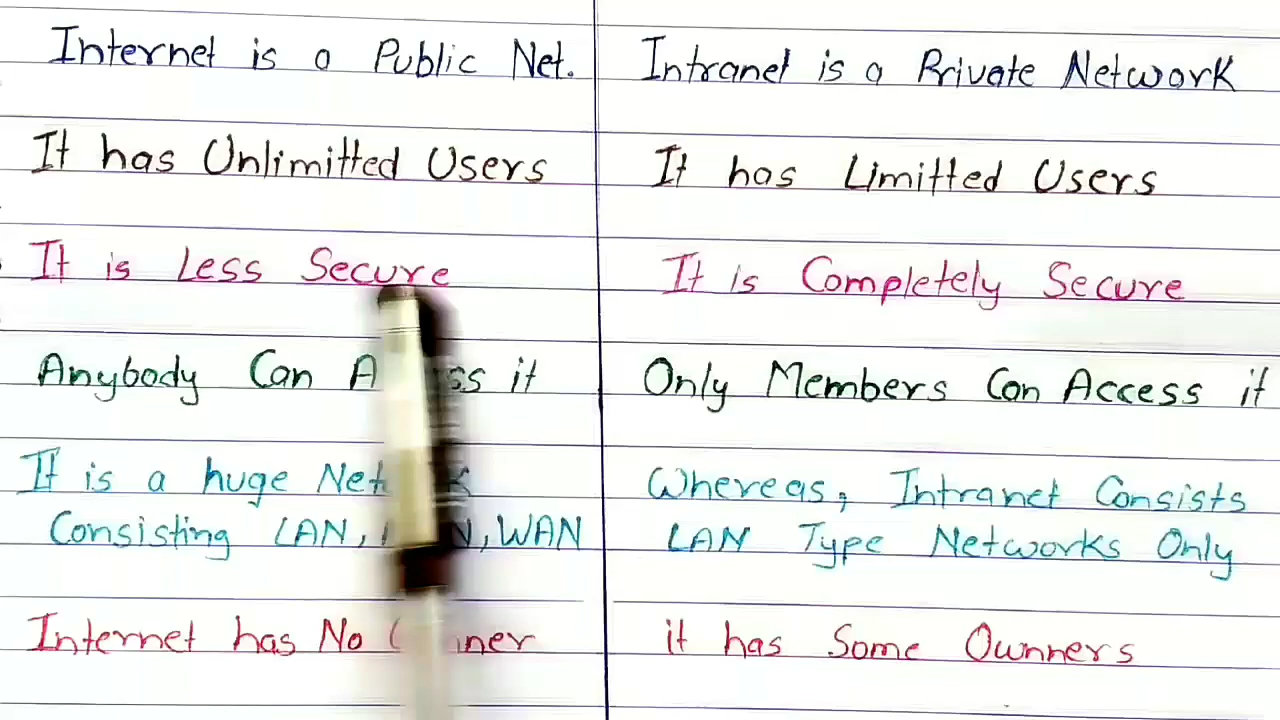 Internet is a Public Net.
It has Unlimitted Users
It is Less Secure
Anybody Can it
It is a huge
Consisting LAN, WAN
Internet has No
Intranet is a Private Network
It has Limitted Users
It is Completely Secure
Only Members Can Access it
Whereas, Intranet Consists
LAN Type Networks Only
it has Some Ownners